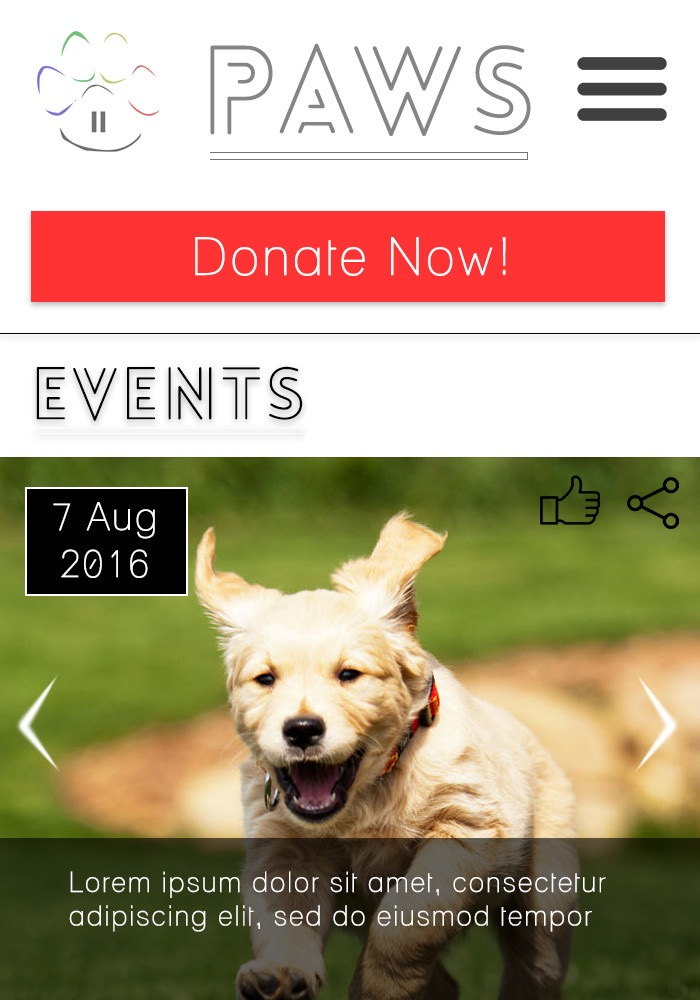 PAWS
Donate Now!
EVENTS
7 Aug
2016
Lorem ipsum dolor sit amet, consectetur
adipiscing elit, sed do eiusmod tempor